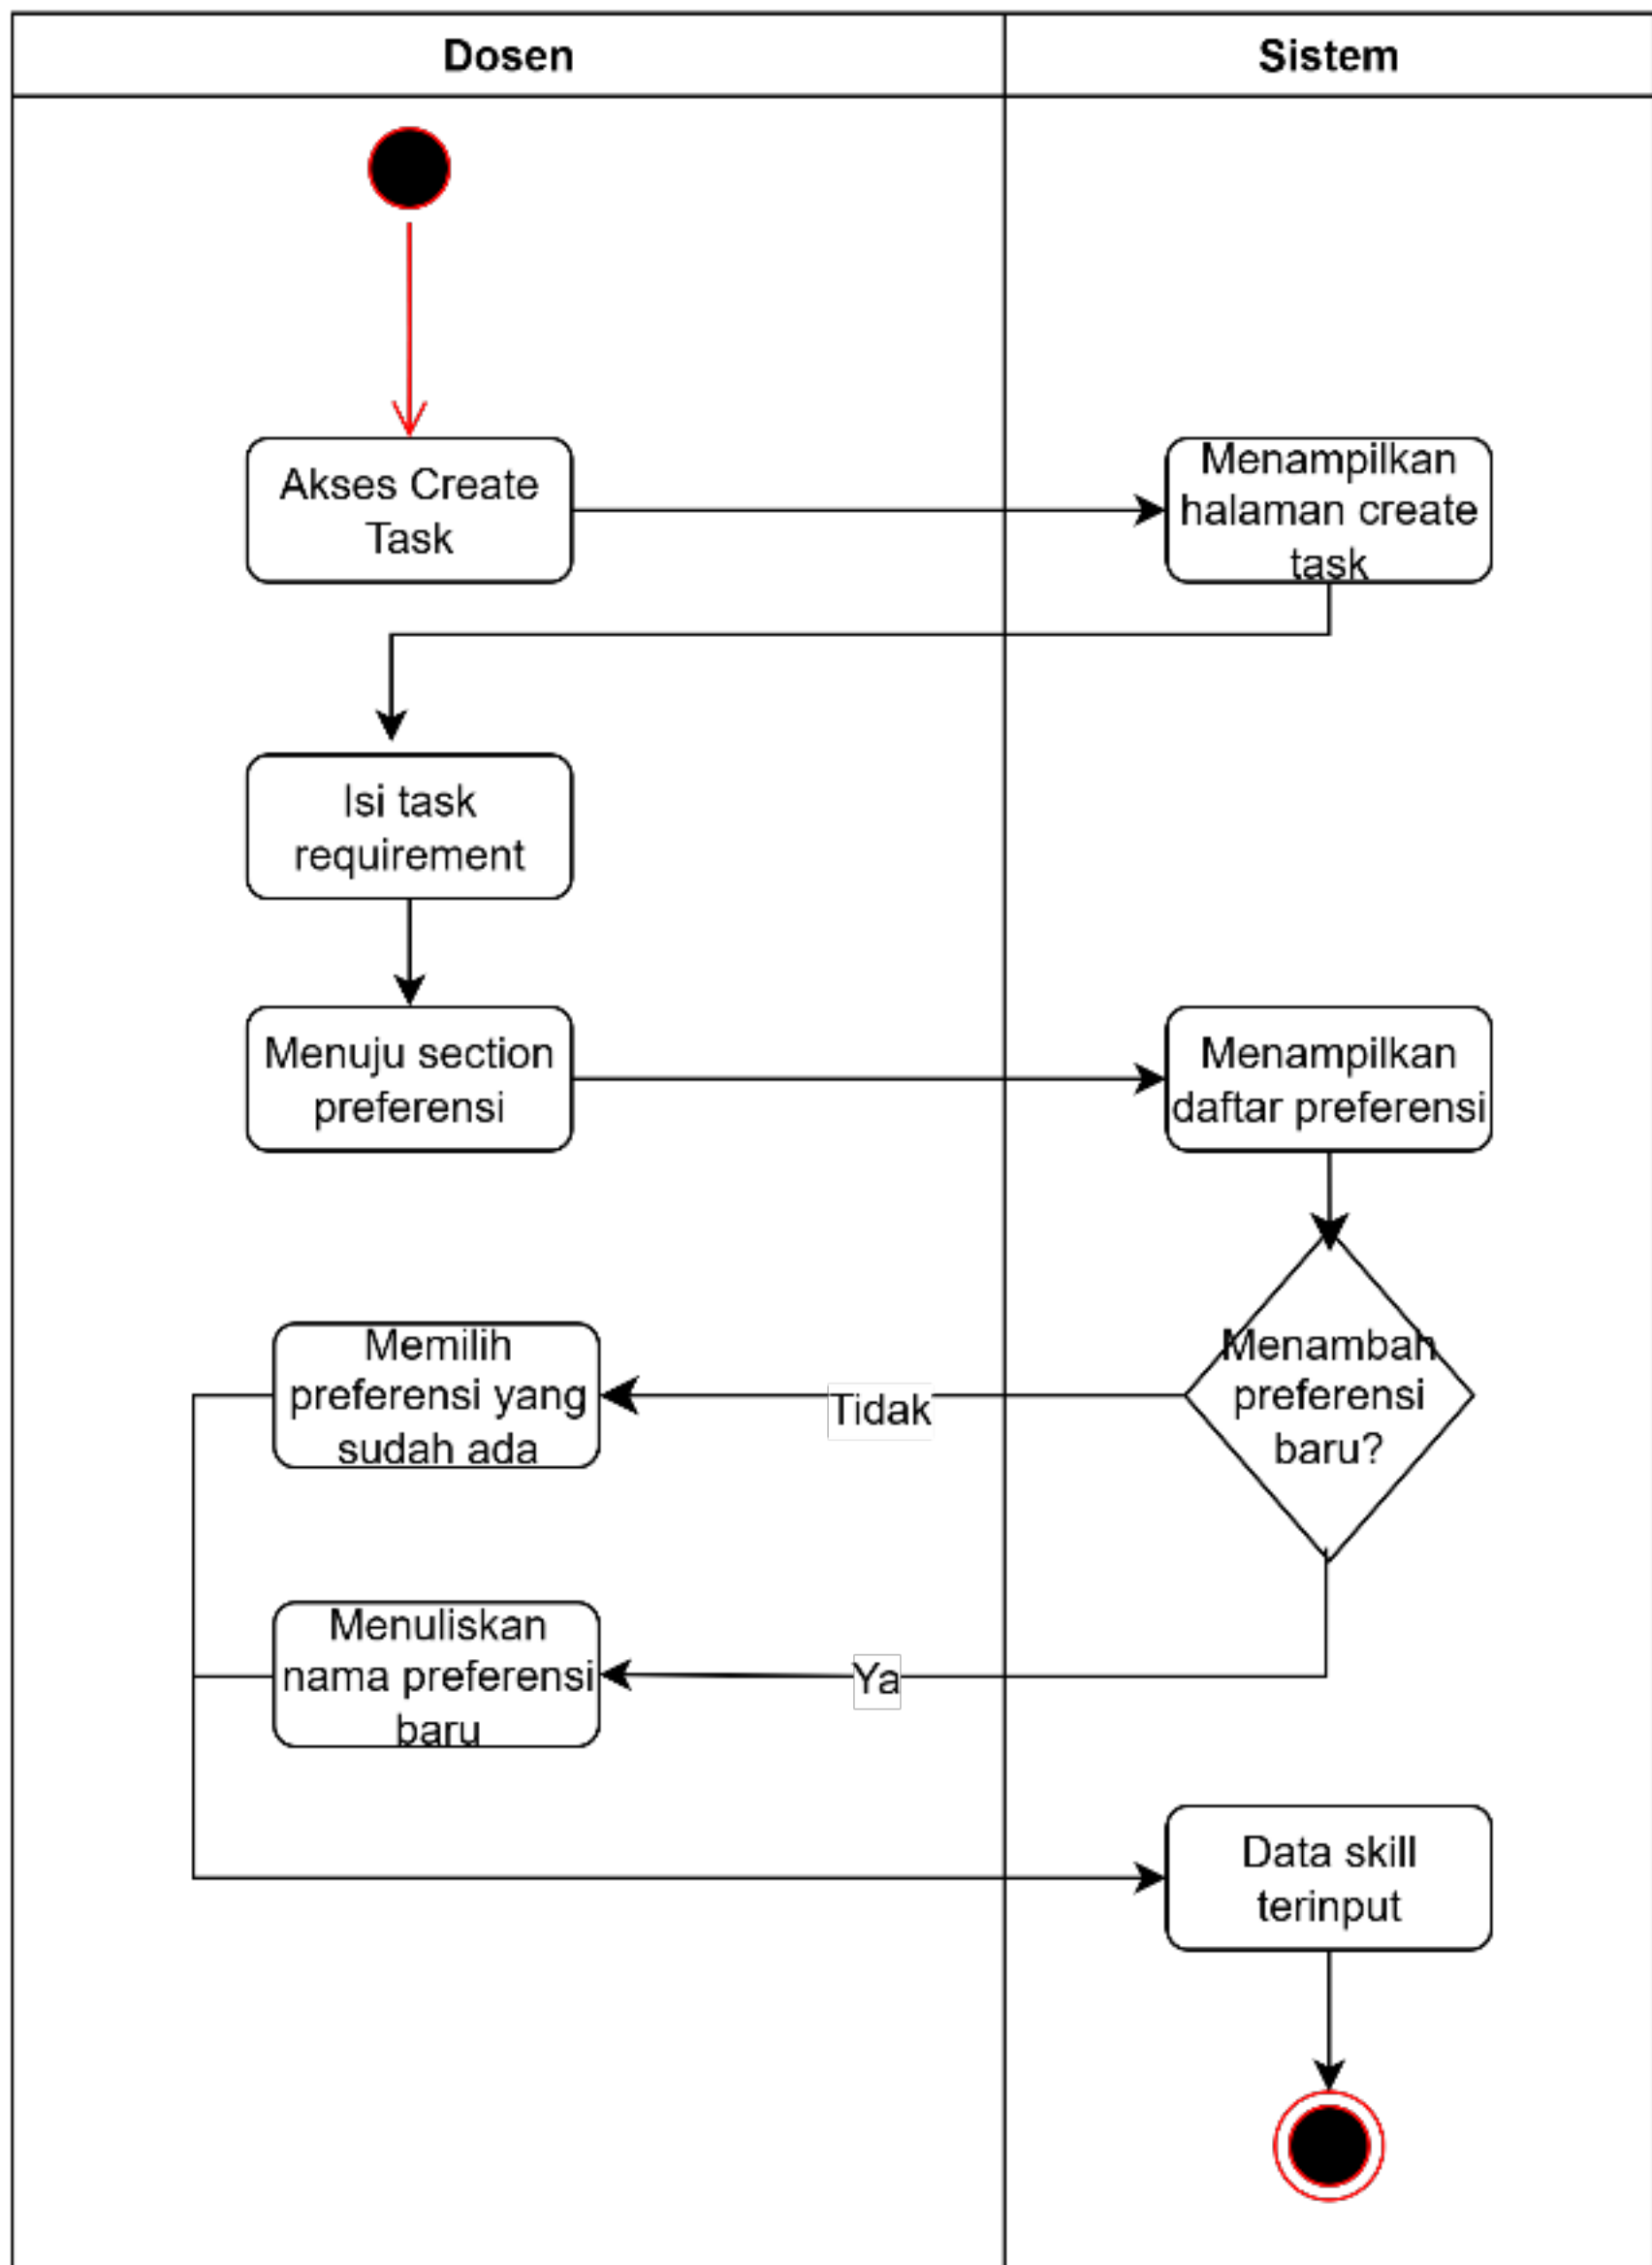 Dosen
Sistem
Akses Create
Task
Menampilkan
halaman create
task
Isi task
requirement
Menuju section
preferensi
Menampilkan
daftar preferensi
Memilih
preferensi yang
sudah ada
Tidak
Menambah
preferensi
baru?
Menuliskan
nama preferensi
baru
Ya
Data skill
terinput